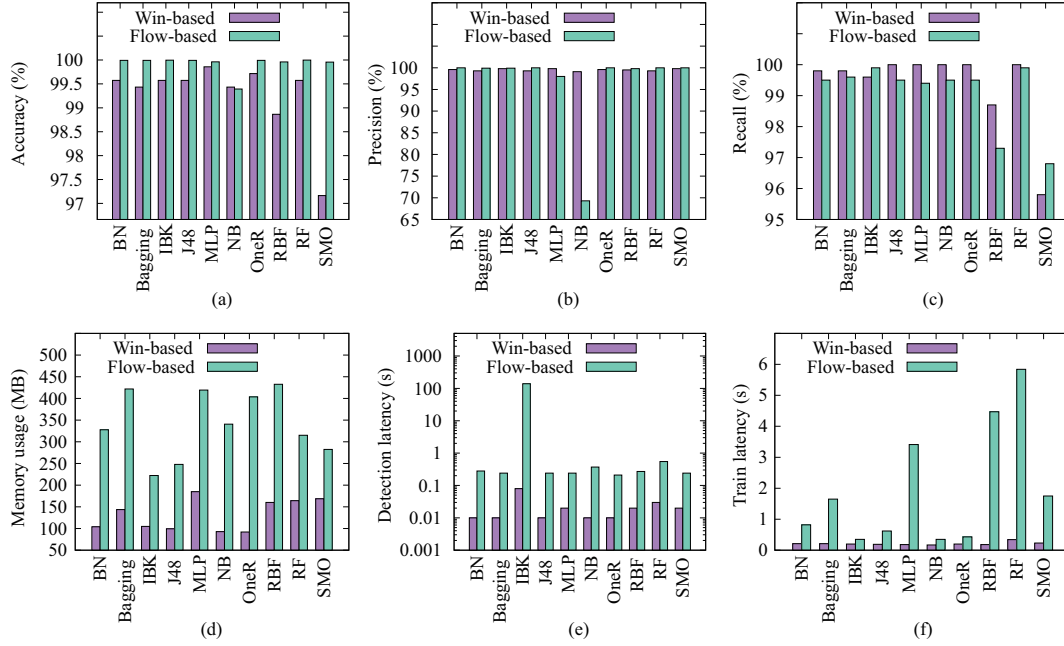 Win-based
Flow-based
Accuracy (%)
100
99.5
99
98.5
98
97.5
97
BN
Bagging
IBK
J48
MLP
NB
OneR
RBF
RF
SMO
(a)
Win-based
Flow-based
Precision (%)
100
95
90
85
80
75
70
65
BN
Bagging
IBK
J48
MLP
NB
OneR
RBF
RF
SMO
(b)
Win-based
Flow-based
Recall (%)
100
99
98
97
96
95
BN
Bagging
IBK
J48
MLP
NB
OneR
RBF
RF
SMO
(c)
Win-based
Flow-based
Memory usage (MB)
500
450
400
350
300
250
200
150
100
50
BN
Bagging
IBK
J48
MLP
NB
OneR
RBF
RF
SMO
(d)
Win-based
Flow-based
Detection latency (s)
1000
100
10
1
0.1
0.01
0.001
BN
Bagging
IBK
J48
MLP
NB
OneR
RBF
RF
SMO
(e)
Win-based
Flow-based
Train latency (s)
6
5
4
3
2
1
0
BN
Bagging
IBK
J48
MLP
NB
OneR
RBF
RF
SMO
(f)